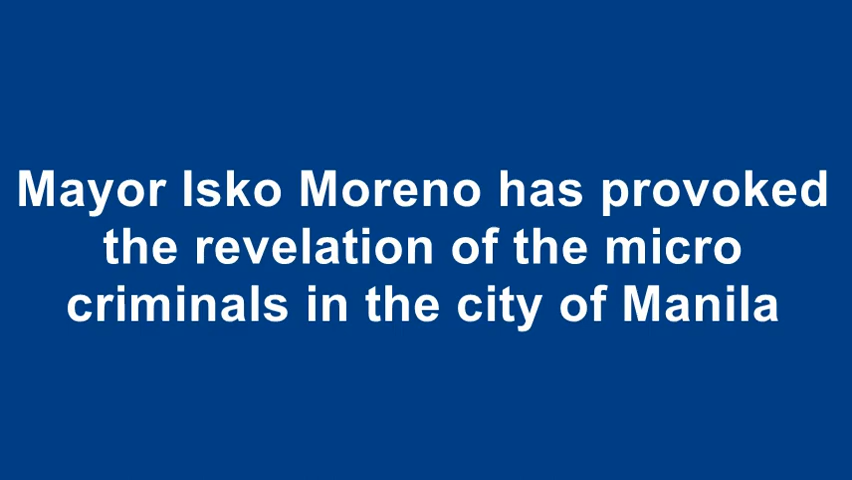 Mayor Isko Moreno has provoked
the revelation of the micro
criminals in the city of Manila